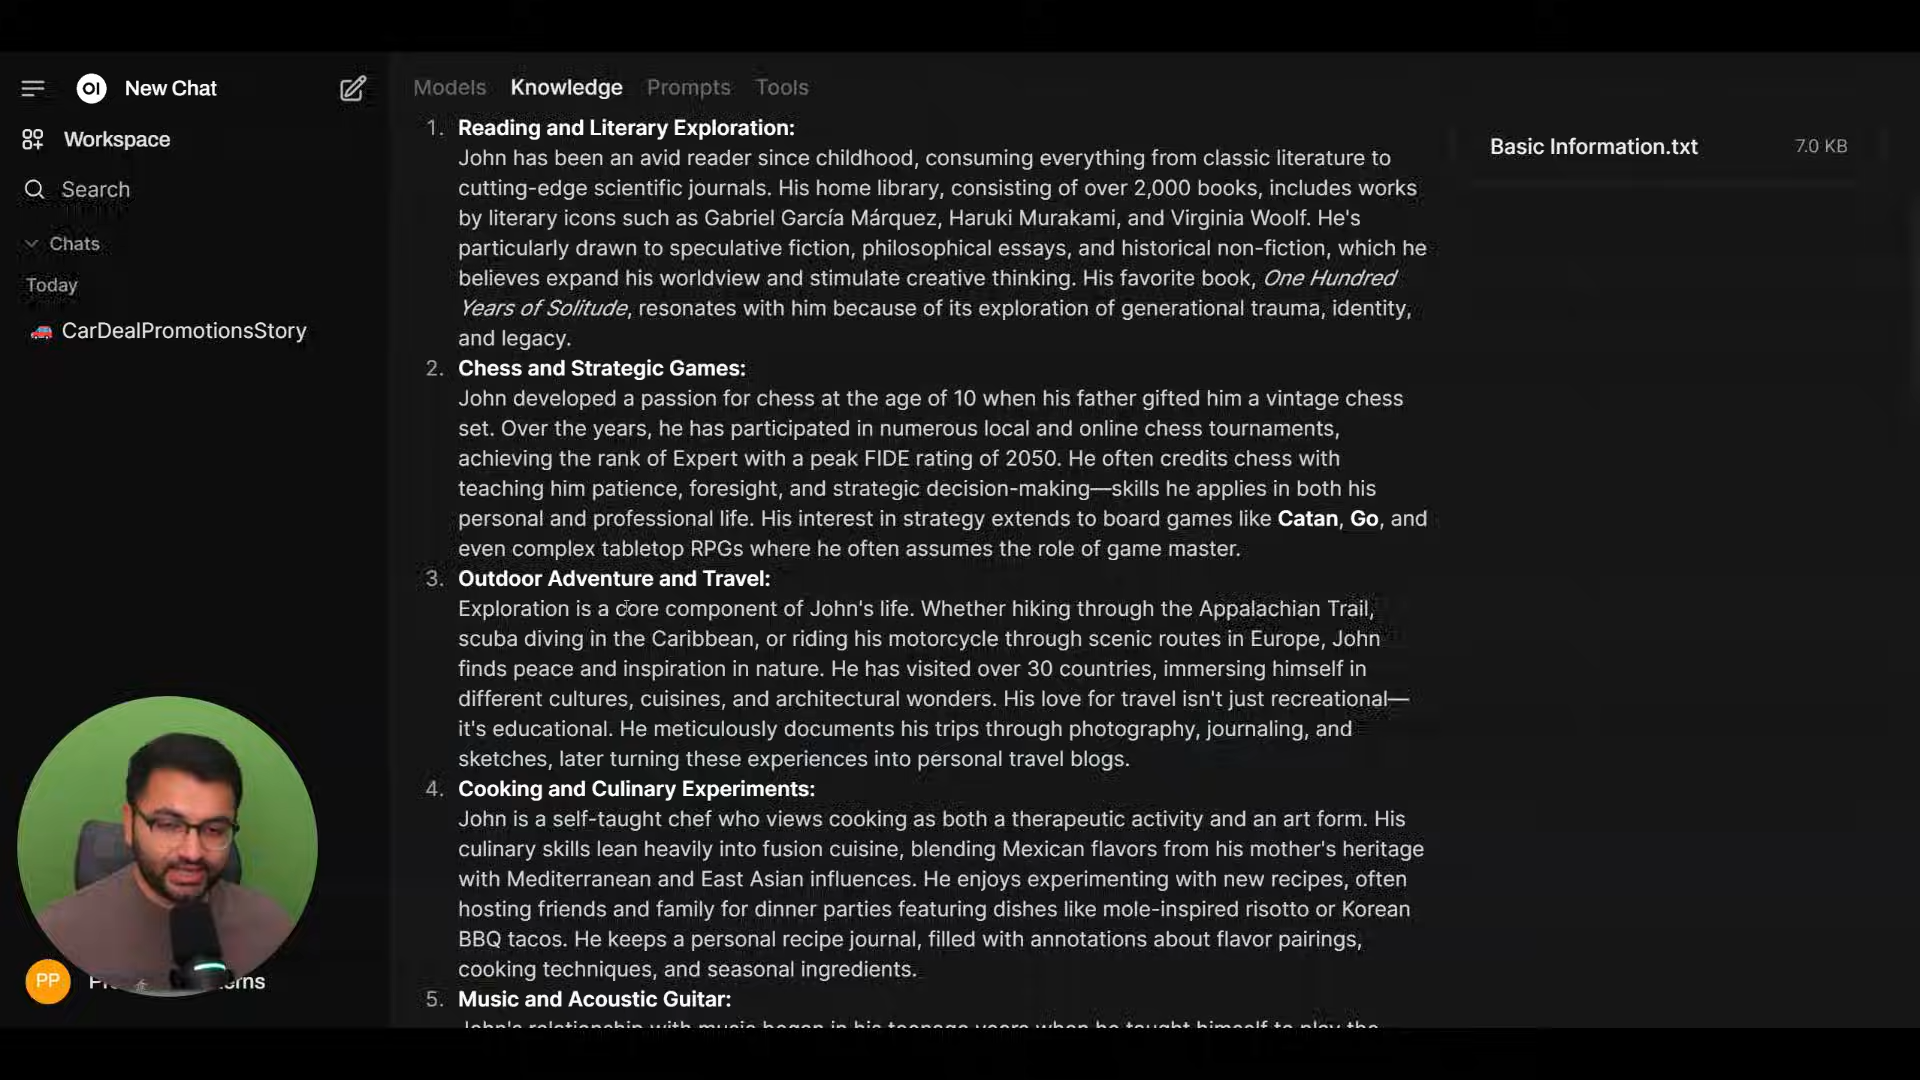 OI New Chat
Workspace
Search
Chats
Today
CarDealPromotionsStory
PP
Models Knowledge Prompts Tools
1. Reading and Literary Exploration:
John has been an avid reader since childhood, consuming everything from classic literature to
cutting-edge scientific journals. His home library, consisting of over 2,000 books, includes works
by literary icons such as Gabriel García Márquez, Haruki Murakami, and Virginia Woolf. He's
particularly drawn to speculative fiction, philosophical essays, and historical non-fiction, which he
believes expand his worldview and stimulate creative thinking. His favorite book, One Hundred
Years of Solitude, resonates with him because of its exploration of generational trauma, identity,
and legacy.
2. Chess and Strategic Games:
John developed a passion for chess at the age of 10 when his father gifted him a vintage chess
set. Over the years, he has participated in numerous local and online chess tournaments,
achieving the rank of Expert with a peak FIDE rating of 2050. He often credits chess with
teaching him patience, foresight, and strategic decision-making—skills he applies in both his
personal and professional life. His interest in strategy extends to board games like Catan, Go, and
even complex tabletop RPGs where he often assumes the role of game master.
3. Outdoor Adventure and Travel:
Exploration is a core component of John's life. Whether hiking through the Appalachian Trail,
scuba diving in the Caribbean, or riding his motorcycle through scenic routes in Europe, John
finds peace and inspiration in nature. He has visited over 30 countries, immersing himself in
different cultures, cuisines, and architectural wonders. His love for travel isn't just recreational—
it's educational. He meticulously documents his trips through photography, journaling, and
sketches, later turning these experiences into personal travel blogs.
4. Cooking and Culinary Experiments:
John is a self-taught chef who views cooking as both a therapeutic activity and an art form. His
culinary skills lean heavily into fusion cuisine, blending Mexican flavors from his mother's heritage
with Mediterranean and East Asian influences. He enjoys experimenting with new recipes, often
hosting friends and family for dinner parties featuring dishes like mole-inspired risotto or Korean
BBQ tacos. He keeps a personal recipe journal, filled with annotations about flavor pairings,
cooking techniques, and seasonal ingredients.
5. Music and Acoustic Guitar:
John's relationship with music began in his teenage years when he taught himself to play the
Basic Information.txt 7.0 KB